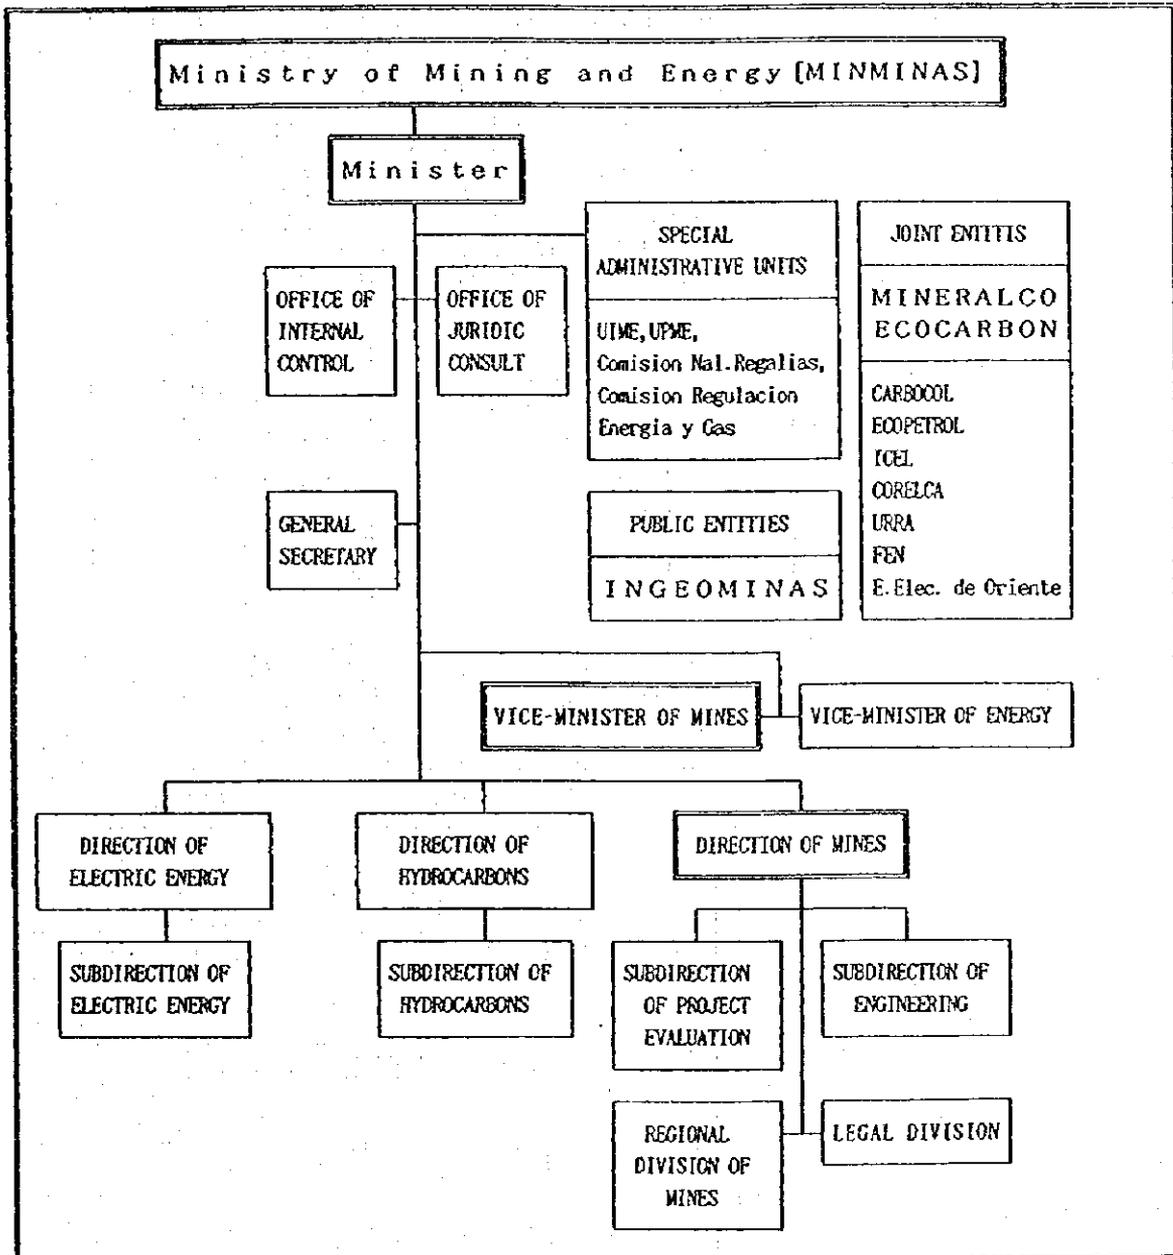 Ministry of Mining and Energy [MINMINAS]
Minister
SPECIAL
ADMINISTRATIVE UNITS
UIME, UPME,
Comision Nal. Regalias,
Comision Regulacion
Energia y Gas
JOINT ENTITIS
MINERALCO
ECOCARBON
CARBOCOL
ECOPETROL
ICEL
CORELCA
URRA
FEN
E. Elec. de Oriente
OFFICE OF
INTERNAL
CONTROL
OFFICE OF
JURIDIC
CONSULT
GENERAL
SECRETARY
PUBLIC ENTITIES
INGEOMINAS
VICE-MINISTER OF MINES
VICE-MINISTER OF ENERGY
DIRECTION OF
ELECTRIC ENERGY
DIRECTION OF
HYDROCARBONS
DIRECTION OF MINES
SUBDIRECTION OF
ELECTRIC ENERGY
SUBDIRECTION OF
HYDROCARBONS
SUBDIRECTION
OF PROJECT
EVALUATION
SUBDIRECTION OF
ENGINEERING
REGIONAL
DIVISION OF
MINES
LEGAL DIVISION